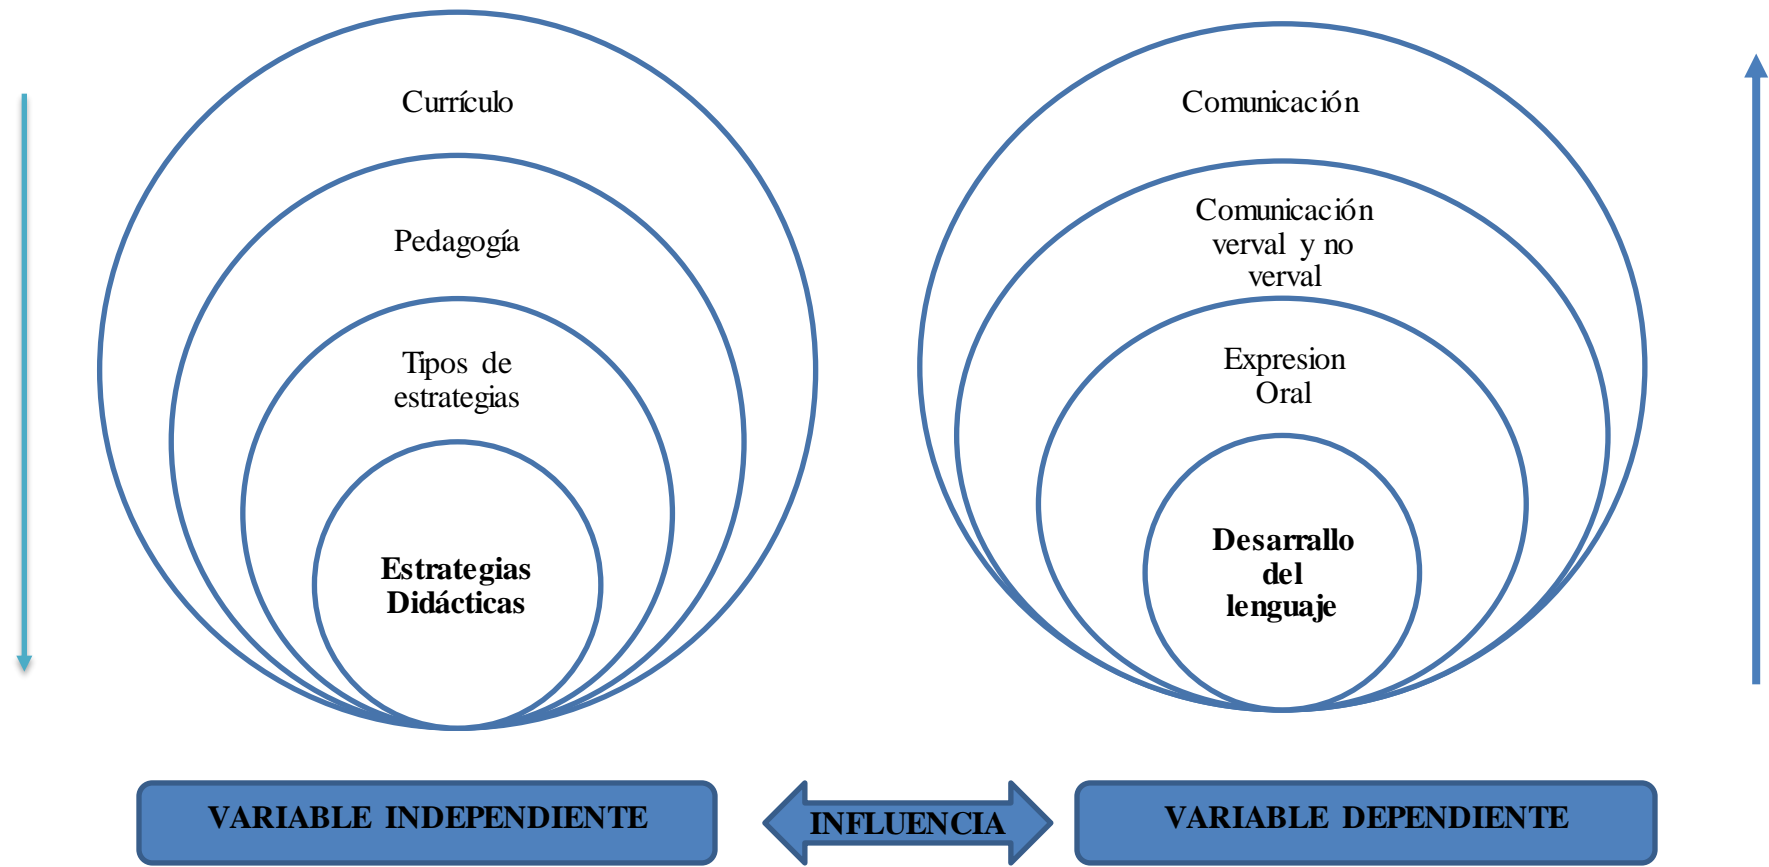 Currículo
Pedagogía
Tipos de
estrategias
Estrategias
Didácticas
Comunicación
Comunicación
verval y no
verval
Expresion
Oral
Desarrallo
del
lenguaje
VARIABLE INDEPENDIENTE
INFLUENCIA
VARIABLE DEPENDIENTE